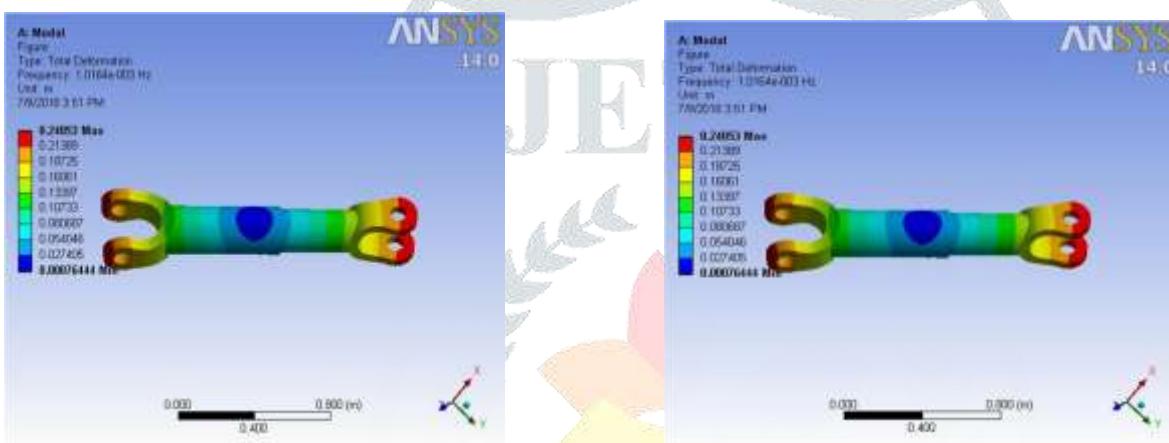 A: Modal
Figure
Type: Total Deformation
Frequency: 1.0164e-003 Hz
Unit: m
7/9/2018 3:51 PM
ANSYS
14.0
0.24053 Max
0.21389
0.18725
0.16061
0.13397
0.10733
0.080687
0.054046
0.027405
0.00076444 Min
0.000
0.800 (m)
0.400
X
Y
JET
A: Modal
Figure
Type: Total Deformation
Frequency: 1.0164e-003 Hz
Unit: m
7/9/2018 3:51 PM
ANSYS
14.0
0.24053 Max
0.21389
0.18725
0.16061
0.13397
0.10733
0.080687
0.054046
0.027405
0.00076444 Min
0.000
0.800 (m)
0.400
X
Y